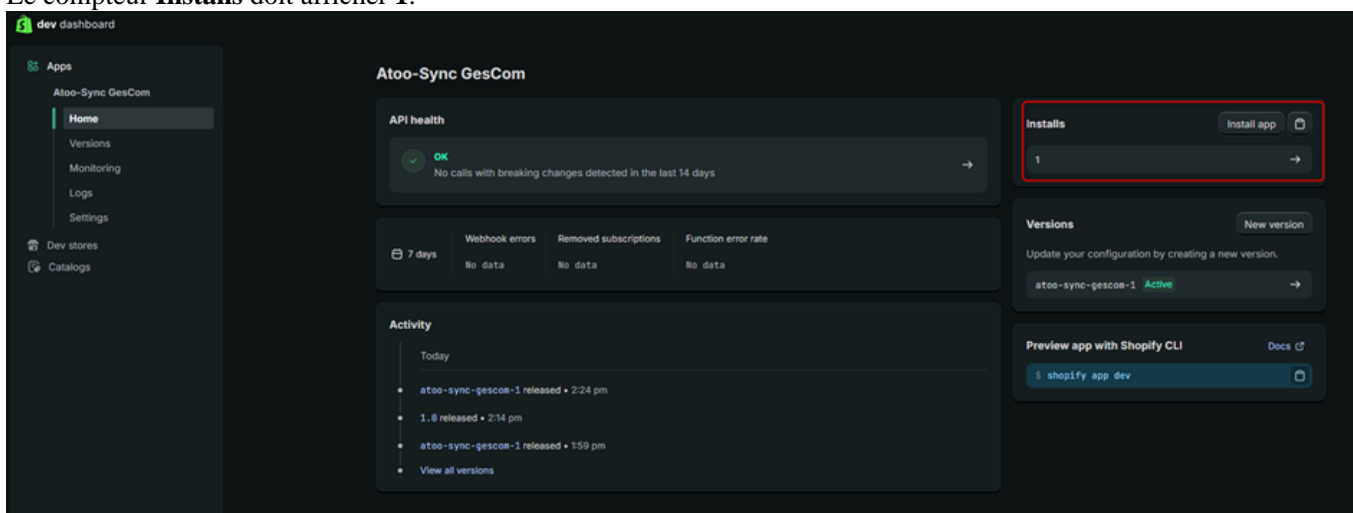 Le compteur Installs doit afficher 1.
dev dashboard
Apps
Atoo-Sync GesCom
Home
Versions
Monitoring
Logs
Settings
Dev stores
Catalogs
Atoo-Sync GesCom
API health
OK
No calls with breaking changes detected in the last 14 days
7 days
Webhook errors
No data
Removed subscriptions
No data
Function error rate
No data
Activity
Today
atoo-sync-gescom-1 released • 2:24 pm
1.0 released • 2:14 pm
atoo-sync-gescom-1 released • 1:59 pm
View all versions
Installs
Install app
1
Versions
New version
Update your configuration by creating a new version.
atoo-sync-gescom-1 Active
Preview app with Shopify CLI
Docs
$ shopify app dev